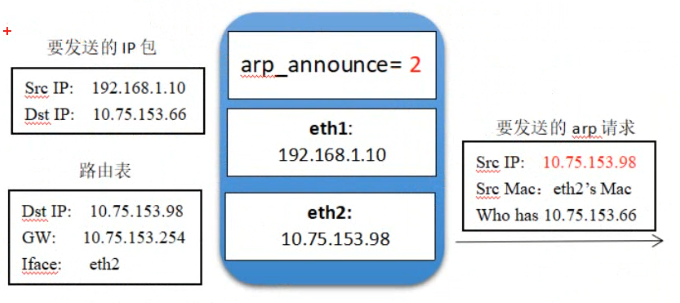 要发送的 IP 包
Src IP: 192.168.1.10
Dst IP: 10.75.153.66
路由表
Dst IP: 10.75.153.98
GW: 10.75.153.254
Iface: eth2
arp_announce= 2
eth1:
192.168.1.10
eth2:
10.75.153.98
要发送的 arp 请求
Src IP: 10.75.153.98
Src Mac：eth2’s Mac
Who has 10.75.153.66